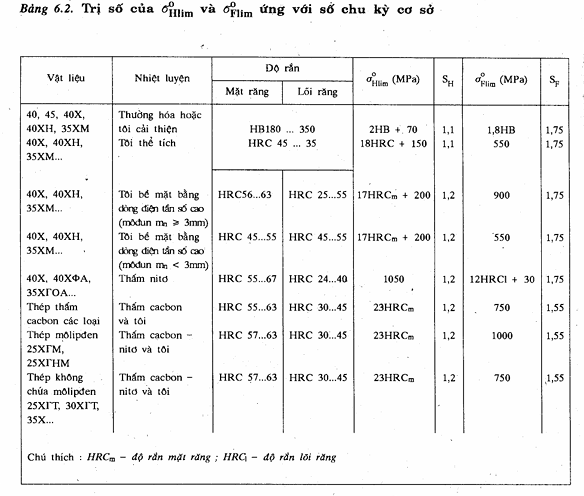 Bảng 6.2. Trị số của σ°Hlim và σ°Flim ứng với số chu kỳ cơ sở
Vật liệu | Nhiệt luyện | Độ rắn | σ°Hlim (MPa) | SH | σ°Flim (MPa) | SF
Mặt răng | Lõi răng
40, 45, 40X, | Thường hóa hoặc
40XH, 35XM | tôi cải thiện | HB180 ... 350 | 2HB + 70 | 1,1 | 1,8HB | 1,75
40X, 40XH, | Tôi thể tích | HRC 45 ... 35 | 18HRC + 150 | 1,1 | 550 | 1,75
35XM...
40X, 40XH, | Tôi bề mặt bằng | HRC56...63 | HRC 25...55 | 17HRCm + 200 | 1,2 | 900 | 1,75
35XM... | dòng điện tần số cao
(môđun mn ⩾ 3mm)
40X, 40XH, | Tôi bề mặt bằng | HRC 45...55 | HRC 45...55 | 17HRCm + 200 | 1,2 | 550 | 1,75
35XM... | dòng điện tần số cao
(môđun mn < 3mm)
40X, 40XΦA, | Thấm nitơ | HRC 55...67 | HRC 24...40 | 1050 | 1,2 | 12HRCl + 30 | 1,75
35XΓOA...
Thép thấm | Thấm cacbon | HRC 55...63 | HRC 30...45 | 23HRCm | 1,2 | 750 | 1,55
cacbon các loại | và tôi
Thép môlipđen | Thấm cacbon – | HRC 57...63 | HRC 30...45 | 23HRCm | 1,2 | 1000 | 1,55
25XΓM, | nitơ và tôi
25XΓHM
Thép không | Thấm cacbon – | HRC 57...63 | HRC 30...45 | 23HRCm | 1,2 | 750 | 1,55
chứa môlipđen | nitơ và tôi
25XΓT, 30XΓT,
35X...
Chú thích : HRCm – độ rắn mặt răng ; HRCl – độ rắn lõi răng